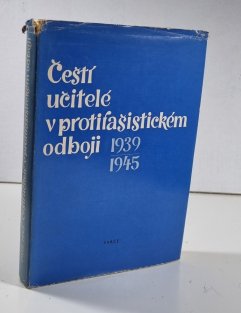 Čeští
učitelé
v protifašistickém
odboji 1939
1945